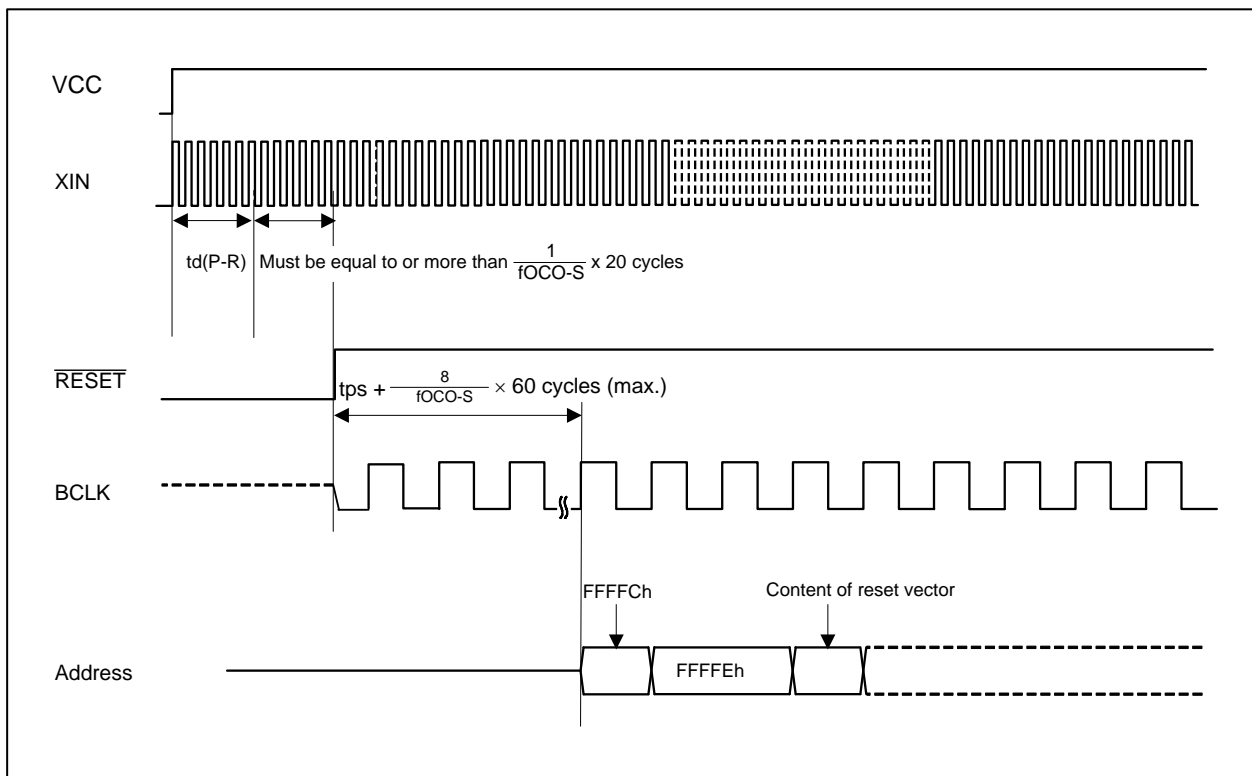 VCC
XIN
td(P-R) Must be equal to or more than 1/fOCO-S x 20 cycles
RESET
tps + 8/fOCO-S × 60 cycles (max.)
BCLK
FFFFCh Content of reset vector
Address FFFFEh